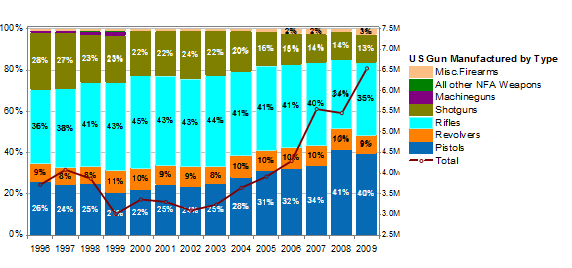 US Gun Manufactured by Type
Misc.Firearms
All other NFA Weapons
Machineguns
Shotguns
Rifles
Revolvers
Pistols
Total
100%
80%
60%
40%
20%
0%
7.5M
7.0M
6.5M
6.0M
5.5M
5.0M
4.5M
4.0M
3.5M
3.0M
2.5M
2% 2% 3%
28% 27% 23% 23% 22% 22% 24% 22% 20% 16% 15% 14% 14% 13%
36% 38% 41% 43% 45% 43% 43% 44% 41% 41% 41% 40% 34% 35%
9% 8% 8% 11% 10% 9% 9% 8% 10% 10% 10% 10% 10% 9%
26% 24% 25% 22% 25% 24% 25% 28% 31% 32% 34% 41% 40%
1996 1997 1998 1999 2000 2001 2002 2003 2004 2005 2006 2007 2008 2009